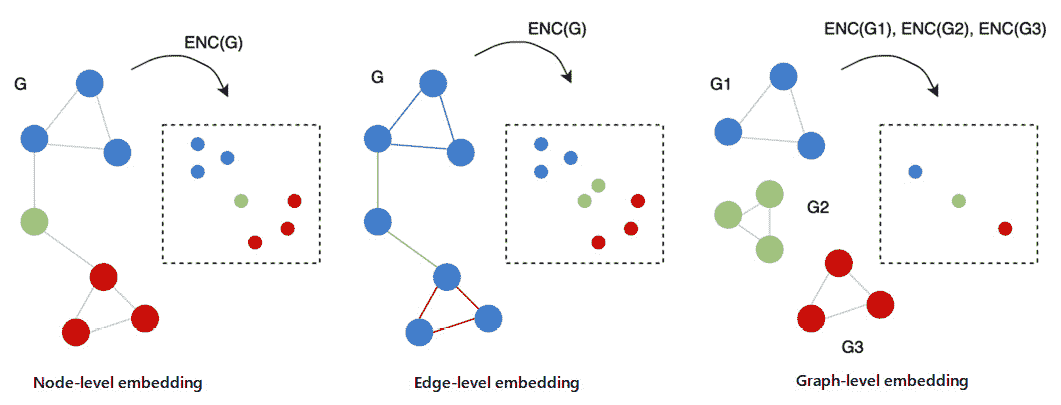 ENC(G)
G
Node-level embedding
ENC(G)
G
Edge-level embedding
ENC(G1), ENC(G2), ENC(G3)
G1
G2
G3
Graph-level embedding